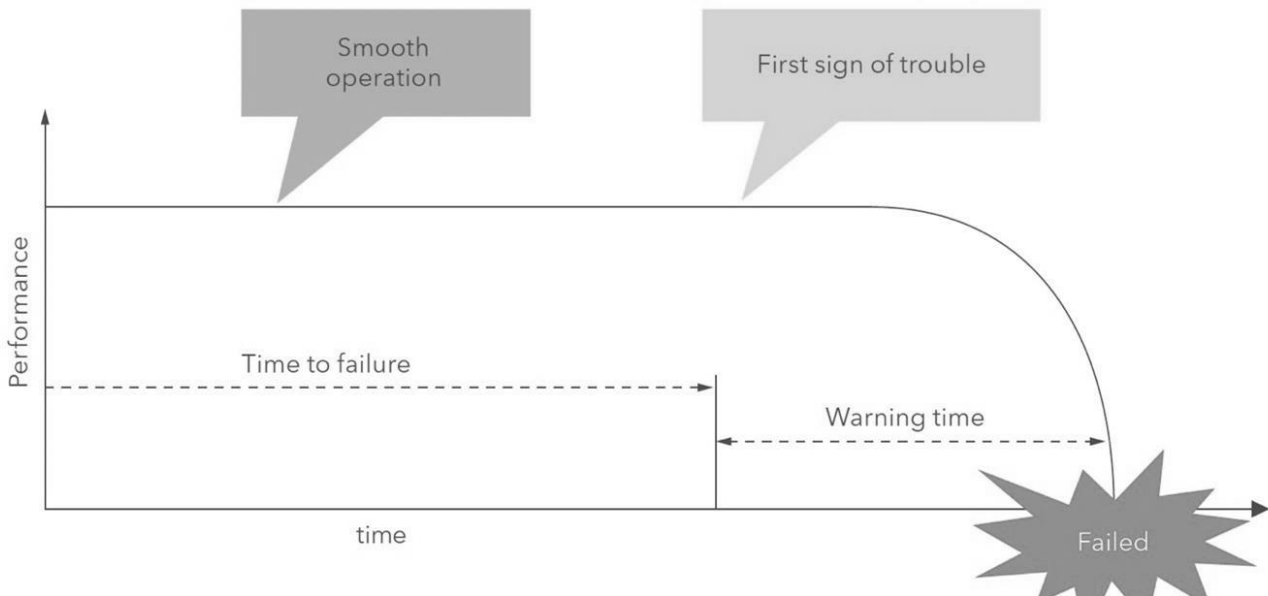 Smooth
operation
First sign of trouble
Performance
Time to failure
Warning time
time
Failed